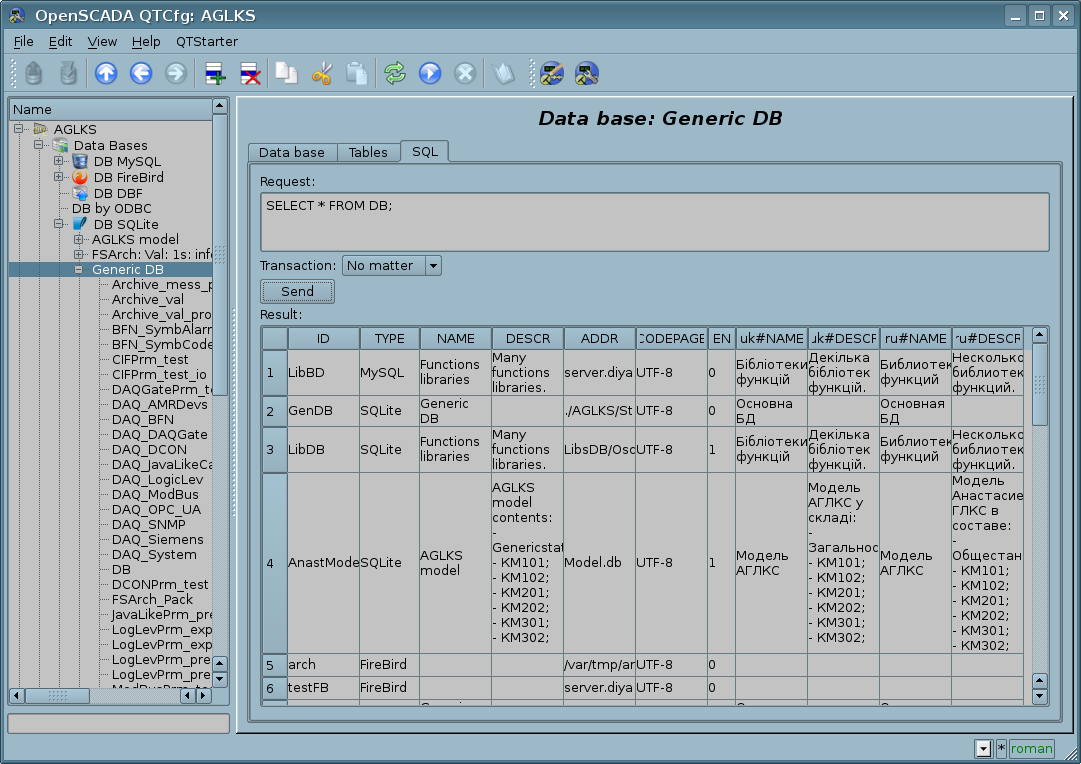 OpenSCADA QTCfg: AGLKS
File Edit View Help QTStarter
Name
AGLKS
Data Bases
DB MySQL
DB FireBird
DB DBF
DB by ODBC
DB SQLite
AGLKS model
FSArch: Val: 1s: info
Generic DB
Archive_mess_p
Archive_val
Archive_val_pro
BFN_SymbAlarr
BFN_SymbCode
CIFPrm_test
CIFPrm_test_io
DAQGatePrm_t
DAQ_AMRDevs
DAQ_BFN
DAQ_DAQGate
DAQ_DCON
DAQ_JavaLikeCa
DAQ_LogicLev
DAQ_ModBus
DAQ_OPC_UA
DAQ_SNMP
DAQ_Siemens
DAQ_System
DB
DCONPrm_test
FSArch_Pack
JavaLikePrm_pre
LogLevPrm_exp
LogLevPrm_exp
LogLevPrm_pre
LogLevPrm_pre
Data base: Generic DB
Data base Tables SQL
Request:
SELECT * FROM DB;
Transaction: No matter
Send
Result:
ID TYPE NAME DESCR ADDR CODEPAGE EN uk#NAME uk#DESCR ru#NAME ru#DESCR
1 LibBD MySQL Functions libraries Many functions libraries. server.diya UTF-8 0 Бібліотеки функцій Декілька бібліотек функцій. Библиотеки функций Несколько библиотек функций.
2 GenDB SQLite Generic DB ./AGLKS/St UTF-8 0 Основна БД Основная БД
3 LibDB SQLite Functions libraries Many functions libraries. LibsDB/Osc UTF-8 1 Бібліотеки функцій Декілька бібліотек функцій. Библиотеки функций Несколько библиотек функций.
4 AnastMode SQLite AGLKS model AGLKS model contents: - Genericstat - KM101; - KM102; - KM201; - KM202; - KM301; - KM302; Model.db UTF-8 1 Модель АГЛКС Модель АГЛКС у складі: - Загальнос - KM101; - KM102; - KM201; - KM202; - KM301; - KM302; Модель АГЛКС Модель Анастасие ГЛКС в составе: - Общестан - KM101; - KM102; - KM201; - KM202; - KM301; - KM302;
5 arch FireBird /var/tmp/ar UTF-8 0
6 testFB FireBird server.diya UTF-8 0
* roman